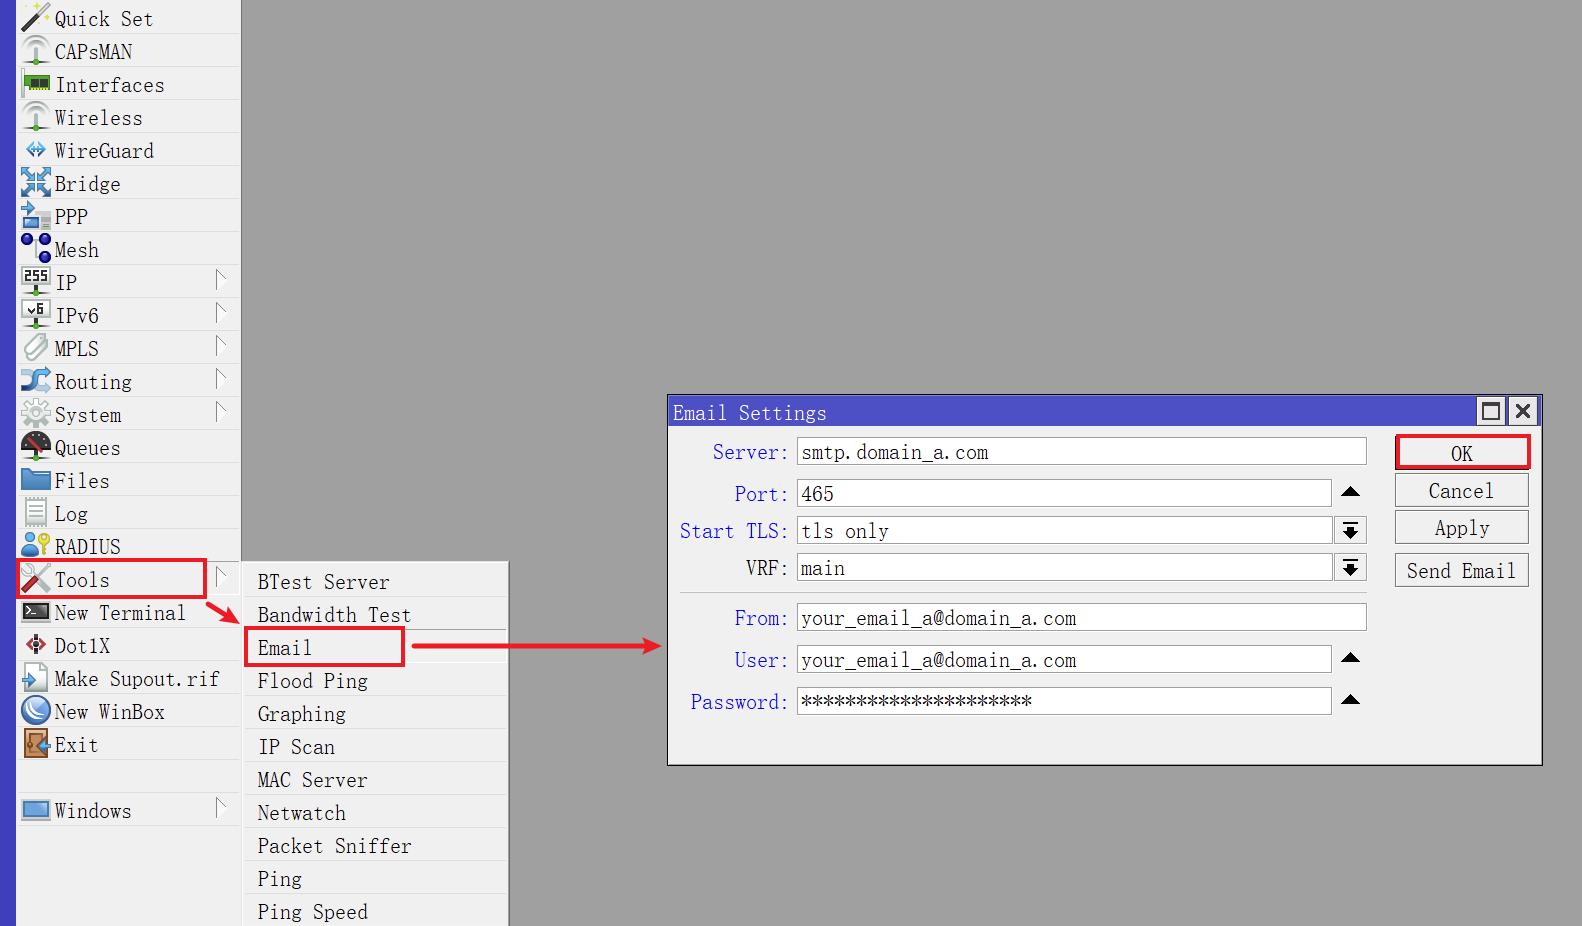 Quick Set
CAPsMAN
Interfaces
Wireless
WireGuard
Bridge
PPP
Mesh
255 IP
v6 IPv6
MPLS
Routing
System
Queues
Files
Log
RADIUS
Tools
New Terminal
Dot1X
Make Supout.rif
New WinBox
Exit
Windows
BTest Server
Bandwidth Test
Email
Flood Ping
Graphing
IP Scan
MAC Server
Netwatch
Packet Sniffer
Ping
Ping Speed
Email Settings
Server: smtp.domain_a.com
Port: 465
Start TLS: tls only
VRF: main
From: your_email_a@domain_a.com
User: your_email_a@domain_a.com
Password: *********************
OK
Cancel
Apply
Send Email